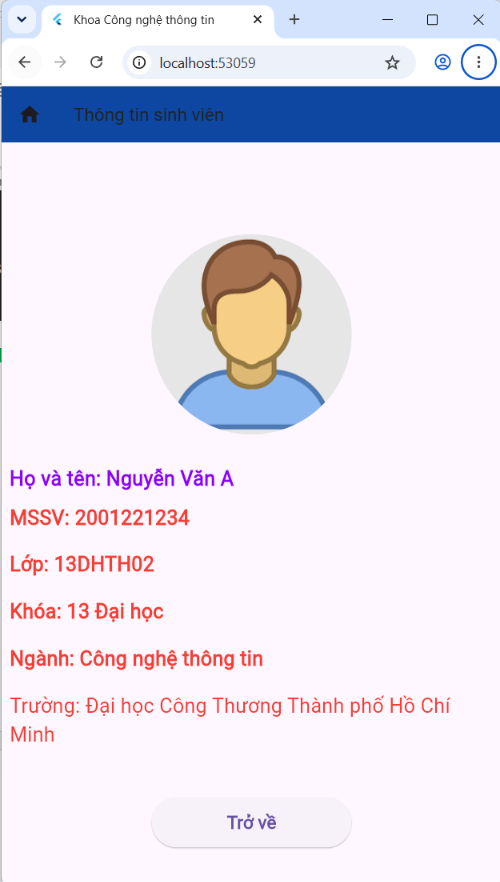 Khoa Công nghệ thông tin
localhost:53059
Thông tin sinh viên
Họ và tên: Nguyễn Văn A
MSSV: 2001221234
Lớp: 13DHTH02
Khóa: 13 Đại học
Ngành: Công nghệ thông tin
Trường: Đại học Công Thương Thành phố Hồ Chí
Minh
Trở về